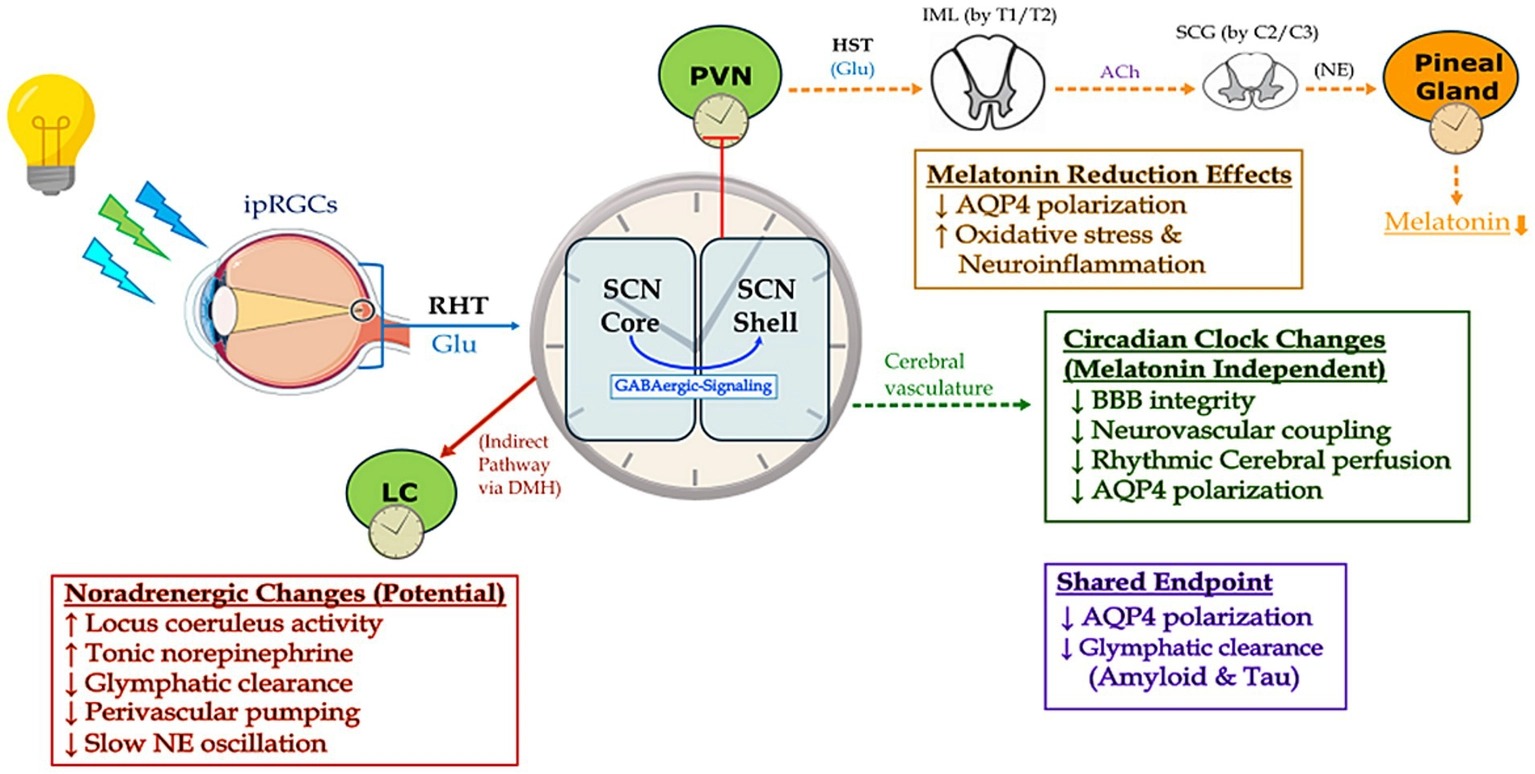 IML (by T1/T2)
SCG (by C2/C3)
PVN
HST
(Glu)
ACh
(NE)
Pineal
Gland
Melatonin ⬇
Melatonin Reduction Effects
↓ AQP4 polarization
↑ Oxidative stress &
Neuroinflammation
ipRGCs
RHT
Glu
SCN
Core
SCN
Shell
GABAergic-Signaling
Cerebral
vasculature
Circadian Clock Changes
(Melatonin Independent)
↓ BBB integrity
↓ Neurovascular coupling
↓ Rhythmic Cerebral perfusion
↓ AQP4 polarization
(Indirect
Pathway
via DMH)
LC
Noradrenergic Changes (Potential)
↑ Locus coeruleus activity
↑ Tonic norepinephrine
↓ Glymphatic clearance
↓ Perivascular pumping
↓ Slow NE oscillation
Shared Endpoint
↓ AQP4 polarization
↓ Glymphatic clearance
(Amyloid & Tau)